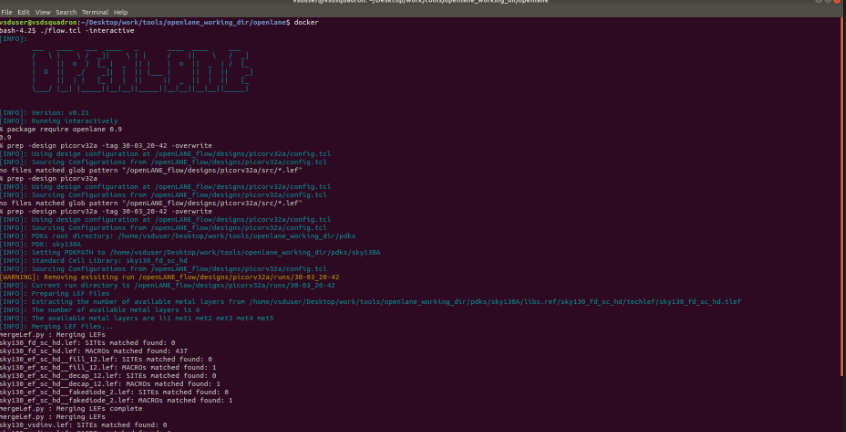 vsduser@vsdsquadron: ~/Desktop/work/tools/openlane_working_dir/openlane
File Edit View Search Terminal Help
vsduser@vsdsquadron:~/Desktop/work/tools/openlane_working_dir/openlane$ docker
bash-4.2$ ./flow.tcl -interactive
[INFO]:
[INFO]: Version: v0.21
[INFO]: Running interactively
% package require openlane 0.9
0.9
% prep -design picorv32a -tag 30-03_20-42 -overwrite
[INFO]: Using design configuration at /openLANE_flow/designs/picorv32a/config.tcl
[INFO]: Sourcing Configurations from /openLANE_flow/designs/picorv32a/config.tcl
no files matched glob pattern "/openLANE_flow/designs/picorv32a/src/*.lef"
% prep -design picorv32a
[INFO]: Using design configuration at /openLANE_flow/designs/picorv32a/config.tcl
[INFO]: Sourcing Configurations from /openLANE_flow/designs/picorv32a/config.tcl
no files matched glob pattern "/openLANE_flow/designs/picorv32a/src/*.lef"
% prep -design picorv32a -tag 30-03_20-42 -overwrite
[INFO]: Using design configuration at /openLANE_flow/designs/picorv32a/config.tcl
[INFO]: Sourcing Configurations from /openLANE_flow/designs/picorv32a/config.tcl
[INFO]: PDKs root directory: /home/vsduser/Desktop/work/tools/openlane_working_dir/pdks
[INFO]: PDK: sky130A
[INFO]: Setting PDKPATH to /home/vsduser/Desktop/work/tools/openlane_working_dir/pdks/sky130A
[INFO]: Standard Cell Library: sky130_fd_sc_hd
[INFO]: Sourcing Configurations from /openLANE_flow/designs/picorv32a/config.tcl
[WARNING]: Removing exisiting run /openLANE_flow/designs/picorv32a/runs/30-03_20-42
[INFO]: Current run directory is /openLANE_flow/designs/picorv32a/runs/30-03_20-42
[INFO]: Preparing LEF Files
[INFO]: Extracting the number of available metal layers from /home/vsduser/Desktop/work/tools/openlane_working_dir/pdks/sky130A/libs.ref/sky130_fd_sc_hd/techlef/sky130_fd_sc_hd.tlef
[INFO]: The number of available metal layers is 6
[INFO]: The available metal layers are li1 met1 met2 met3 met4 met5
[INFO]: Merging LEF Files...
mergeLef.py : Merging LEFs
sky130_fd_sc_hd.lef: SITEs matched found: 0
sky130_fd_sc_hd.lef: MACROs matched found: 437
sky130_ef_sc_hd__fill_12.lef: SITEs matched found: 0
sky130_ef_sc_hd__fill_12.lef: MACROs matched found: 1
sky130_ef_sc_hd__decap_12.lef: SITEs matched found: 0
sky130_ef_sc_hd__decap_12.lef: MACROs matched found: 1
sky130_ef_sc_hd__fakediode_2.lef: SITEs matched found: 0
sky130_ef_sc_hd__fakediode_2.lef: MACROs matched found: 1
mergeLef.py : Merging LEFs complete
mergeLef.py : Merging LEFs
sky130_vsdinv.lef: SITEs matched found: 0